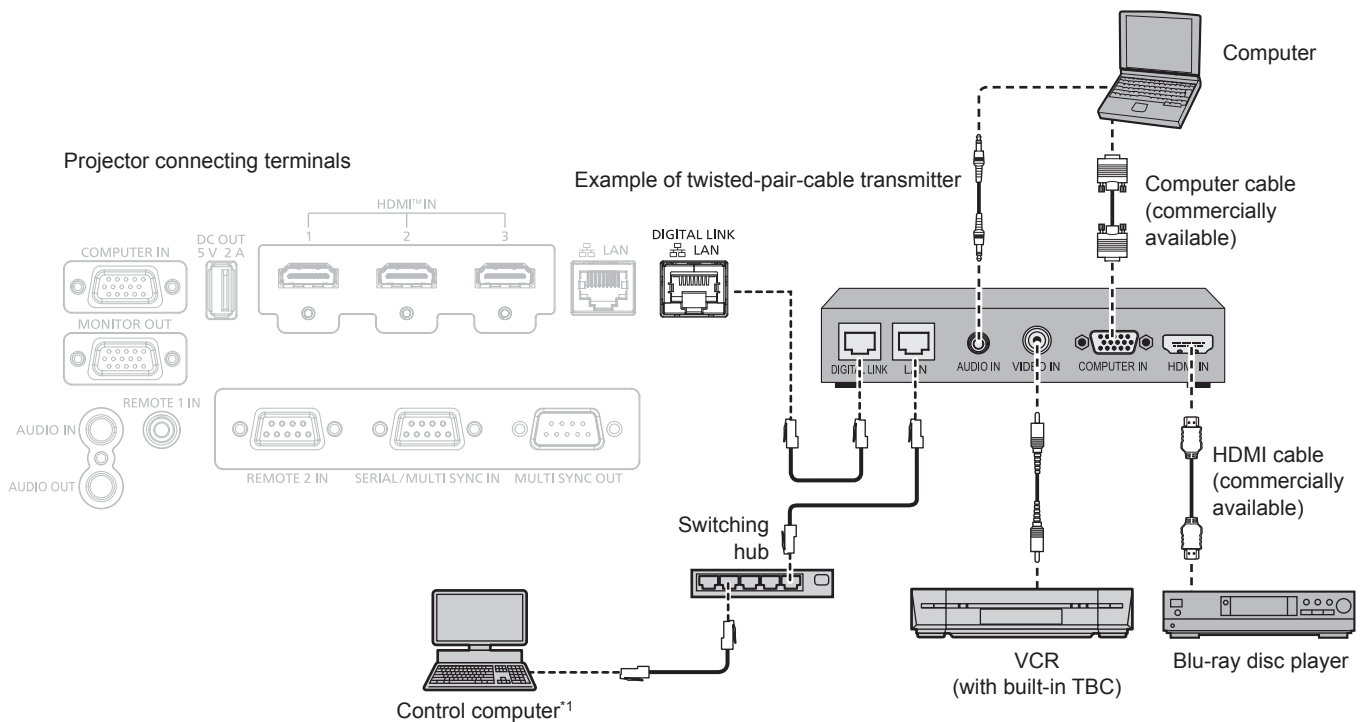 Computer
Projector connecting terminals
Example of twisted-pair-cable transmitter
Computer cable
(commercially
available)
HDMI™ IN
1 2 3
DC OUT
5 V 2 A
COMPUTER IN
LAN
DIGITAL LINK
LAN
MONITOR OUT
REMOTE 1 IN
AUDIO IN
AUDIO OUT
REMOTE 2 IN SERIAL/MULTI SYNC IN MULTI SYNC OUT
DIGITAL LINK LAN AUDIO IN VIDEO IN COMPUTER IN HDMI IN
HDMI cable
(commercially
available)
Switching
hub
VCR
(with built-in TBC)
Blu-ray disc player
Control computer*1